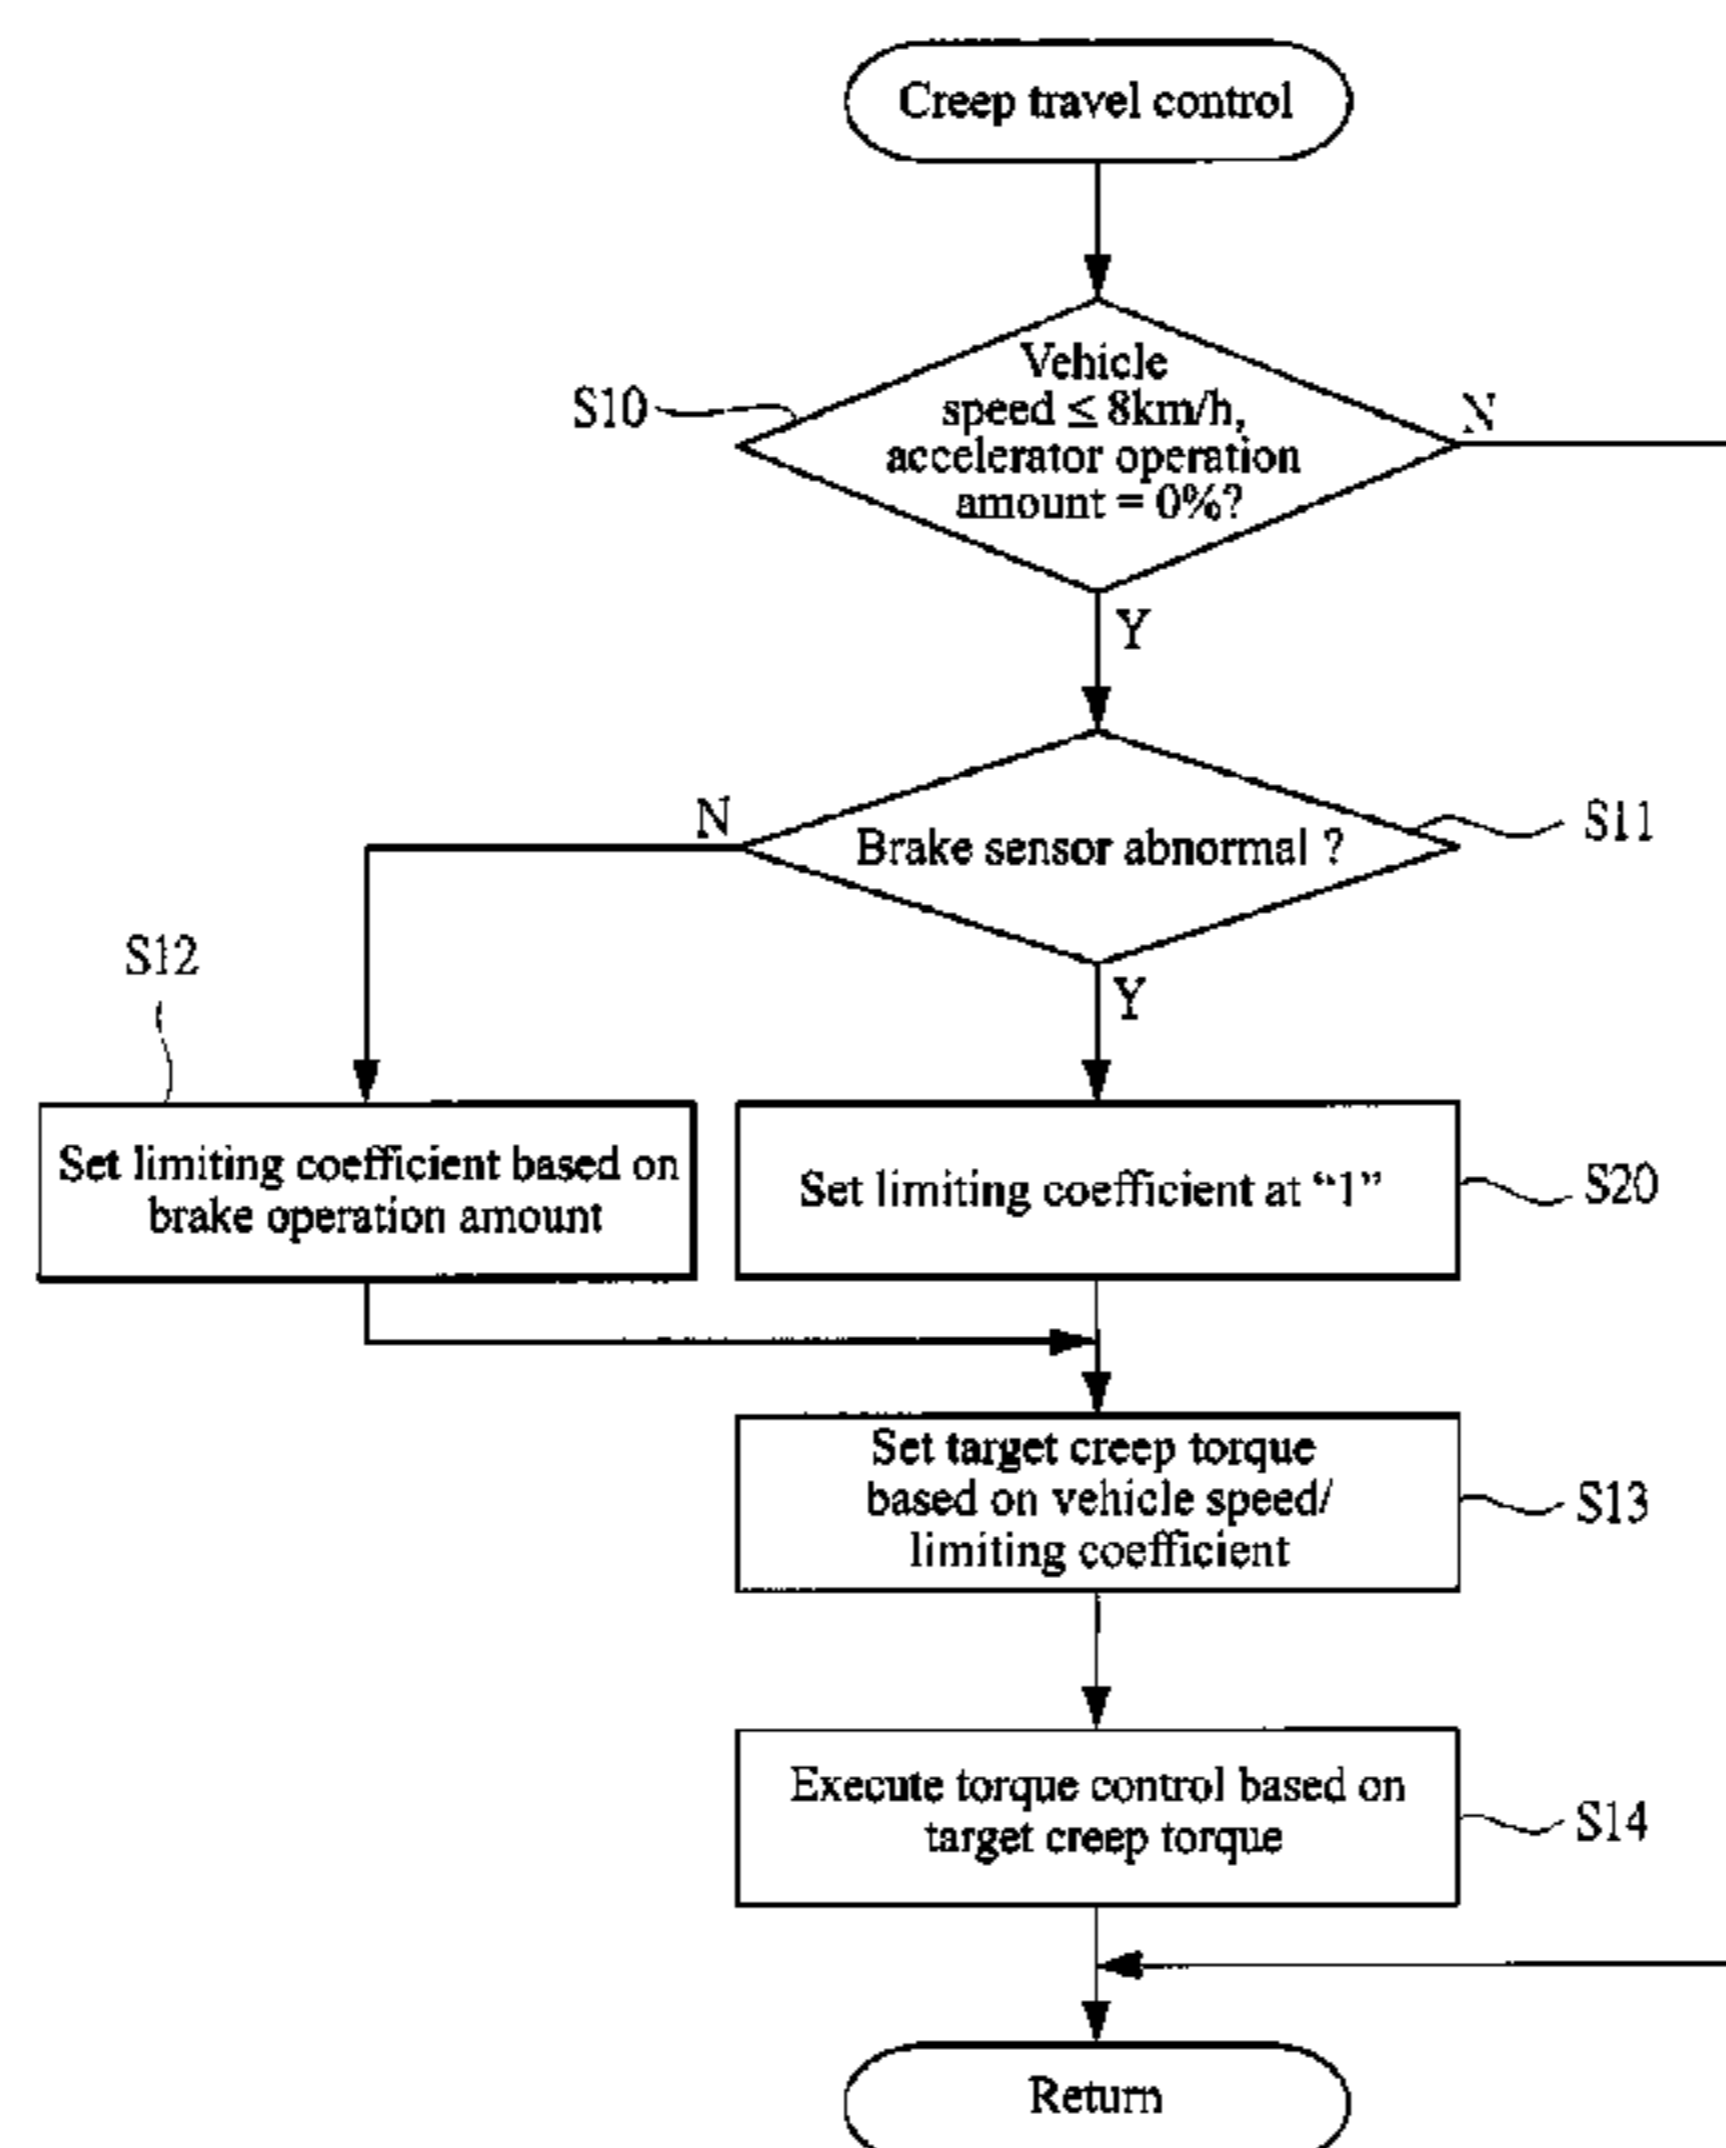 Creep travel control
Vehicle
speed ≤ 8km/h,
accelerator operation
amount = 0%?
S10
N
Y
Brake sensor abnormal ?
S11
N
Y
S12
Set limiting coefficient based on
brake operation amount
Set limiting coefficient at “1”
S20
Set target creep torque
based on vehicle speed/
limiting coefficient
S13
Execute torque control based on
target creep torque
S14
Return